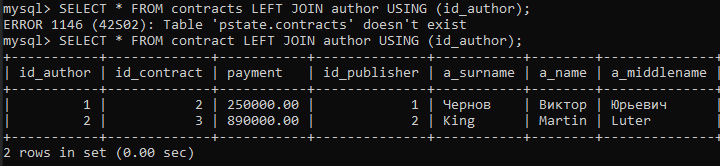 mysql> SELECT * FROM contracts LEFT JOIN author USING (id_author);
ERROR 1146 (42S02): Table 'pstate.contracts' doesn't exist
mysql> SELECT * FROM contract LEFT JOIN author USING (id_author);
+-----------+-------------+-----------+--------------+-----------+--------+--------------+
| id_author | id_contract | payment   | id_publisher | a_surname | a_name | a_middlename |
+-----------+-------------+-----------+--------------+-----------+--------+--------------+
|         1 |           2 | 250000.00 |            1 | Чернов    | Виктор | Юрьевич
|         2 |           3 | 890000.00 |            2 | King      | Martin | Luter
+-----------+-------------+-----------+--------------+-----------+--------+--------------+
2 rows in set (0.00 sec)